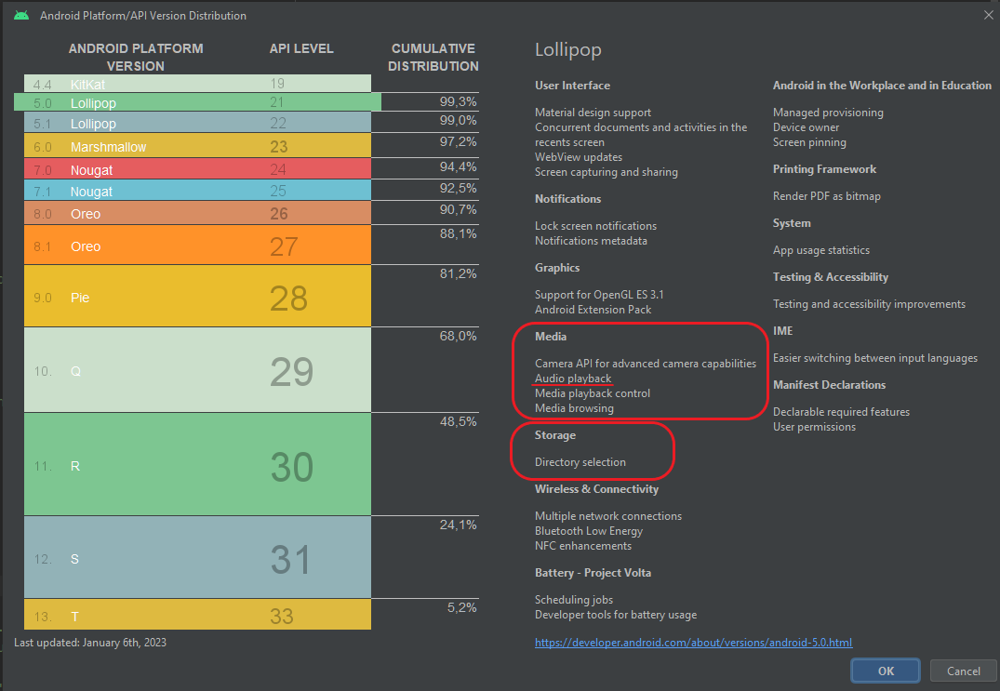 Android Platform/API Version Distribution
ANDROID PLATFORM
VERSION
API LEVEL
CUMULATIVE
DISTRIBUTION
4.4 KitKat 19
5.0 Lollipop 21 99,3%
5.1 Lollipop 22 99,0%
6.0 Marshmallow 23 97,2%
7.0 Nougat 24 94,4%
7.1 Nougat 25 92,5%
8.0 Oreo 26 90,7%
8.1 Oreo 27 88,1%
9.0 Pie 28 81,2%
10. Q 29 68,0%
11. R 30 48,5%
12. S 31 24,1%
13. T 33 5,2%
Last updated: January 6th, 2023
Lollipop
User Interface
Material design support
Concurrent documents and activities in the
recents screen
WebView updates
Screen capturing and sharing
Notifications
Lock screen notifications
Notifications metadata
Graphics
Support for OpenGL ES 3.1
Android Extension Pack
Media
Camera API for advanced camera capabilities
Audio playback
Media playback control
Media browsing
Storage
Directory selection
Wireless & Connectivity
Multiple network connections
Bluetooth Low Energy
NFC enhancements
Battery - Project Volta
Scheduling jobs
Developer tools for battery usage
Android in the Workplace and in Education
Managed provisioning
Device owner
Screen pinning
Printing Framework
Render PDF as bitmap
System
App usage statistics
Testing & Accessibility
Testing and accessibility improvements
IME
Easier switching between input languages
Manifest Declarations
Declarable required features
User permissions
https://developer.android.com/about/versions/android-5.0.html
OK
Cancel